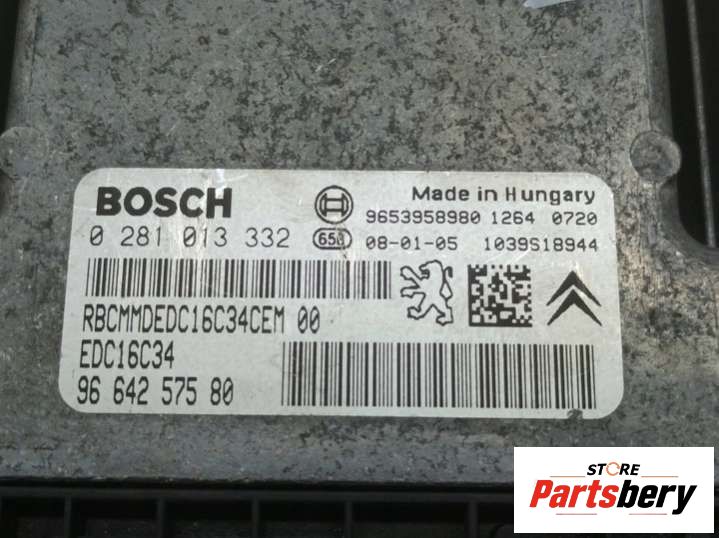 BOSCH
Made in Hungary
9653958980 1264 0720
0 281 013 332
650 08-01-05 1039S18944
RBCMMDEDC16C34CEM 00
EDC16C34
96 642 575 80
STORE
Partsbery